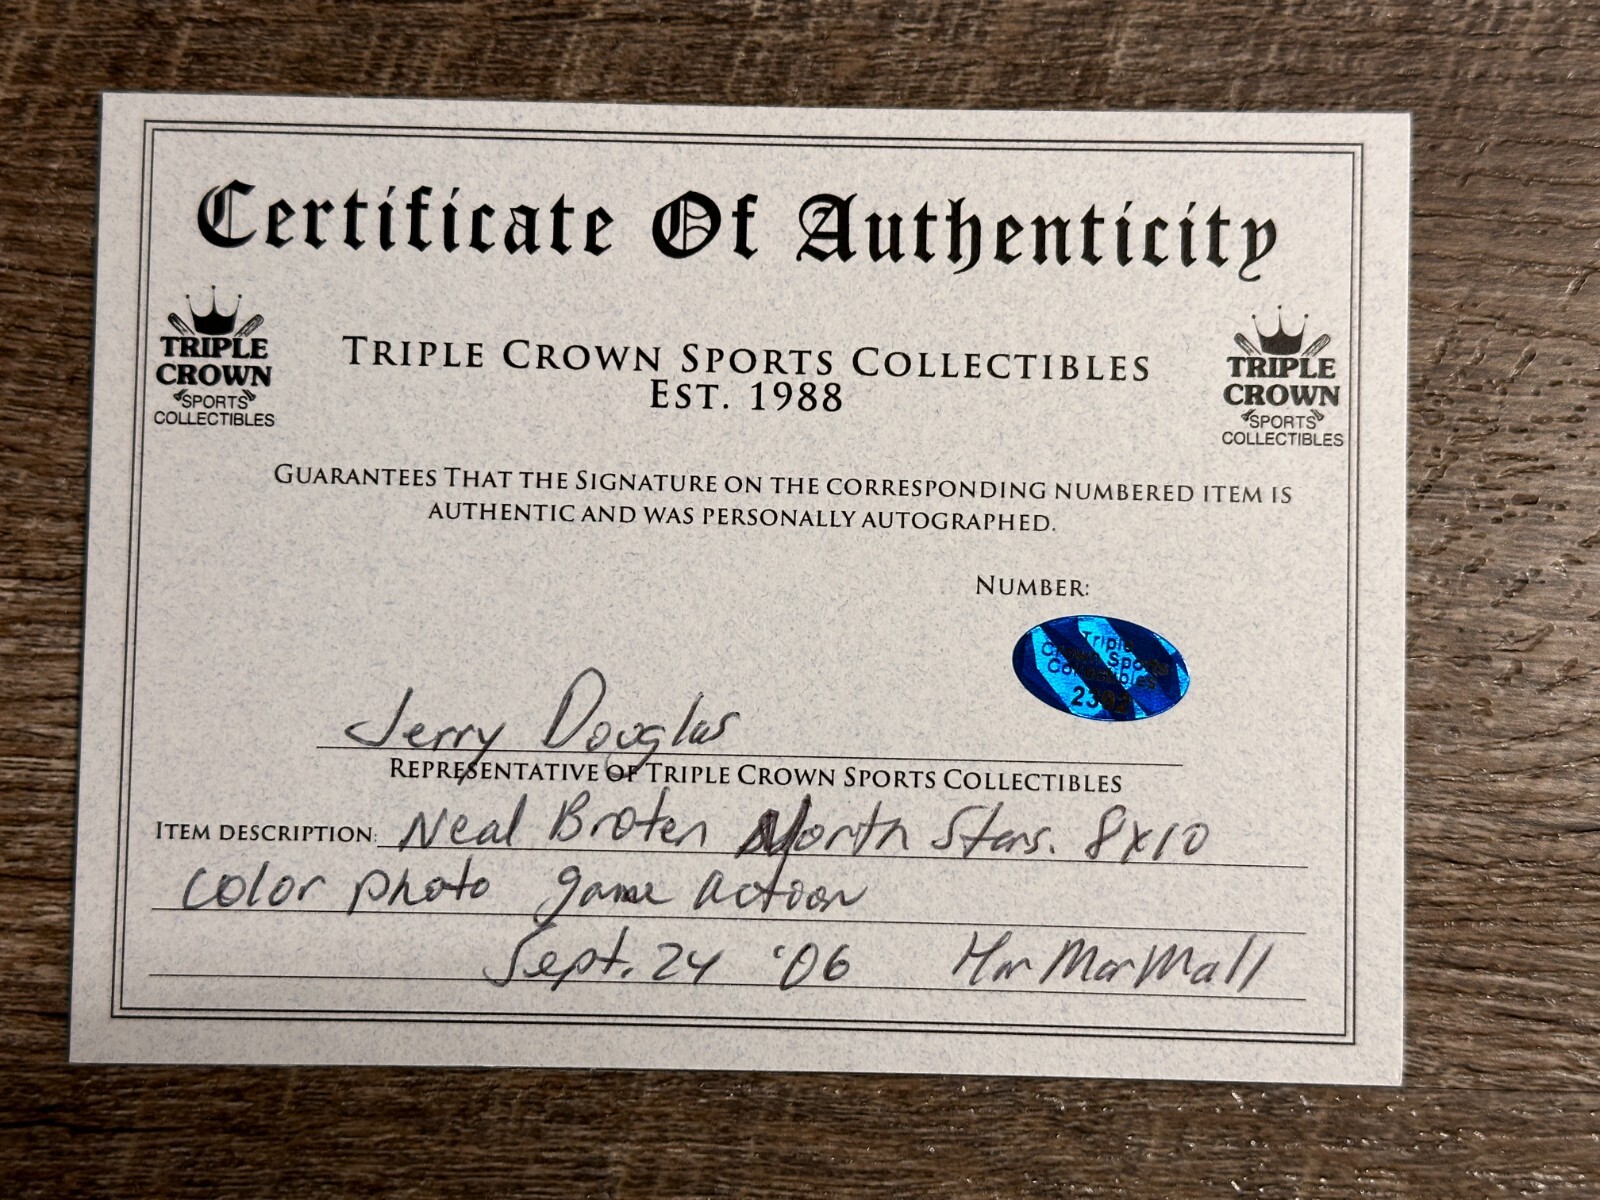 Certificate Of Authenticity
TRIPLE
CROWN
SPORTS
COLLECTIBLES
TRIPLE CROWN SPORTS COLLECTIBLES
EST. 1988
TRIPLE
CROWN
SPORTS
COLLECTIBLES
GUARANTEES THAT THE SIGNATURE ON THE CORRESPONDING NUMBERED ITEM IS
AUTHENTIC AND WAS PERSONALLY AUTOGRAPHED.
NUMBER:
Triple
Crown Sports
Collectibles
Jerry Douglas
REPRESENTATIVE OF TRIPLE CROWN SPORTS COLLECTIBLES
ITEM DESCRIPTION: Neal Broten North Stars. 8x10
color photo game action
Sept. 24 '06 Har Mar Mall